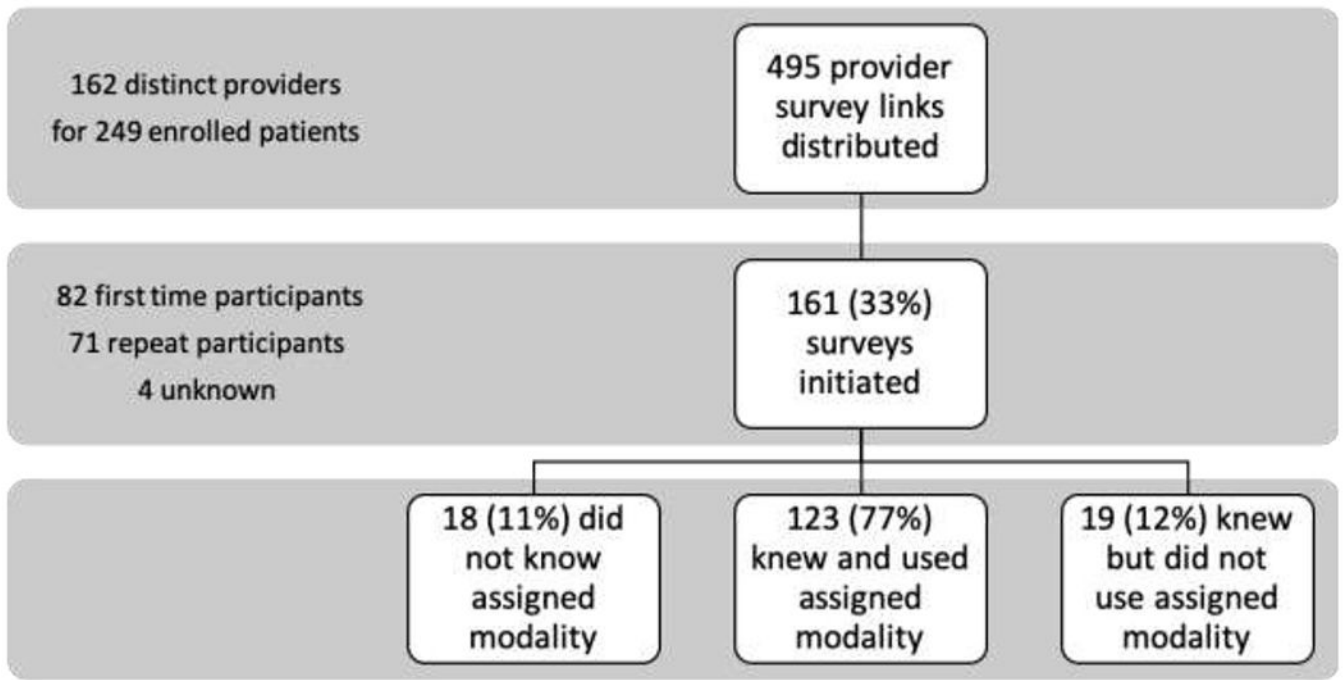 162 distinct providers
for 249 enrolled patients
495 provider
survey links
distributed
82 first time participants
71 repeat participants
4 unknown
161 (33%)
surveys
initiated
18 (11%) did
not know
assigned
modality
123 (77%)
knew and used
assigned
modality
19 (12%) knew
but did not
use assigned
modality